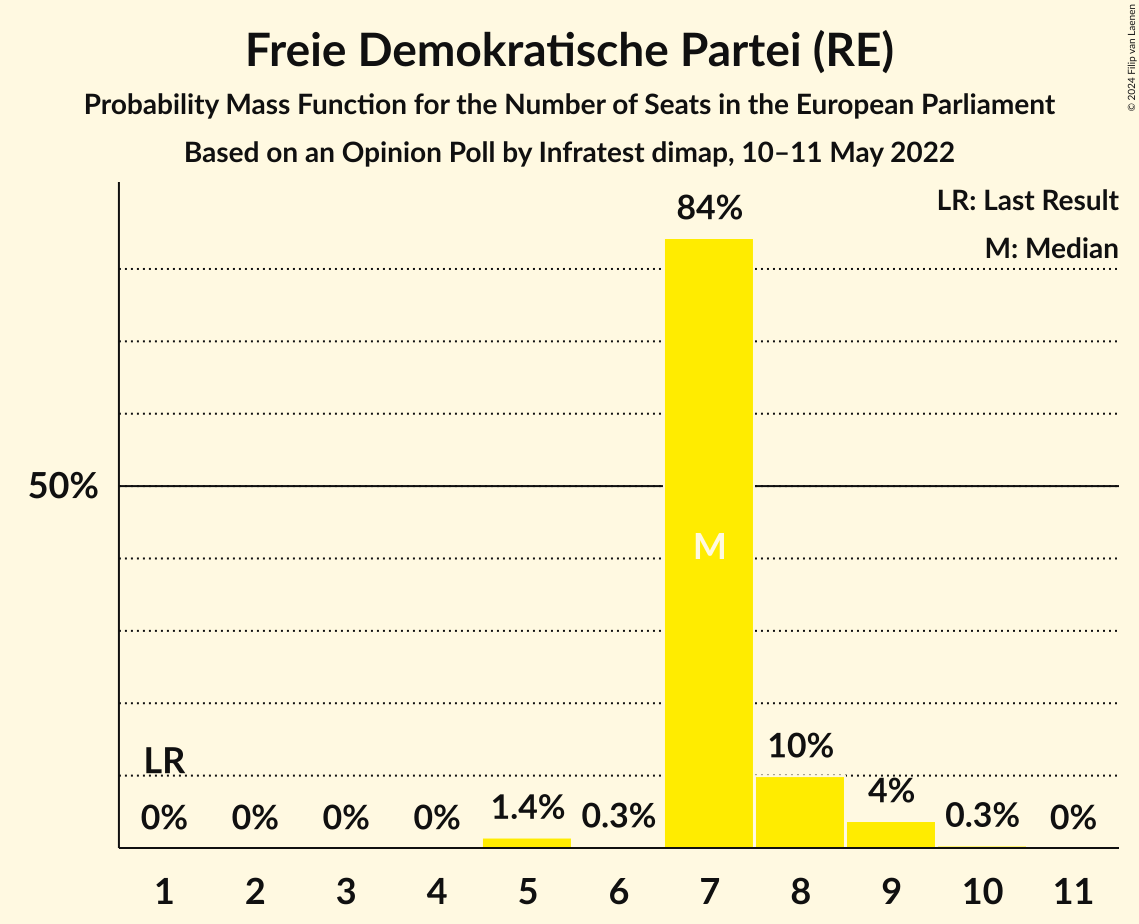 Freie Demokratische Partei (RE)
Probability Mass Function for the Number of Seats in the European Parliament
Based on an Opinion Poll by Infratest dimap, 10–11 May 2022
© 2024 Filip van Laenen
LR: Last Result
M: Median
84%
50%
M
LR
10%
0% 0% 0% 0% 1.4% 0.3% 4% 0.3% 0%
1 2 3 4 5 6 7 8 9 10 11